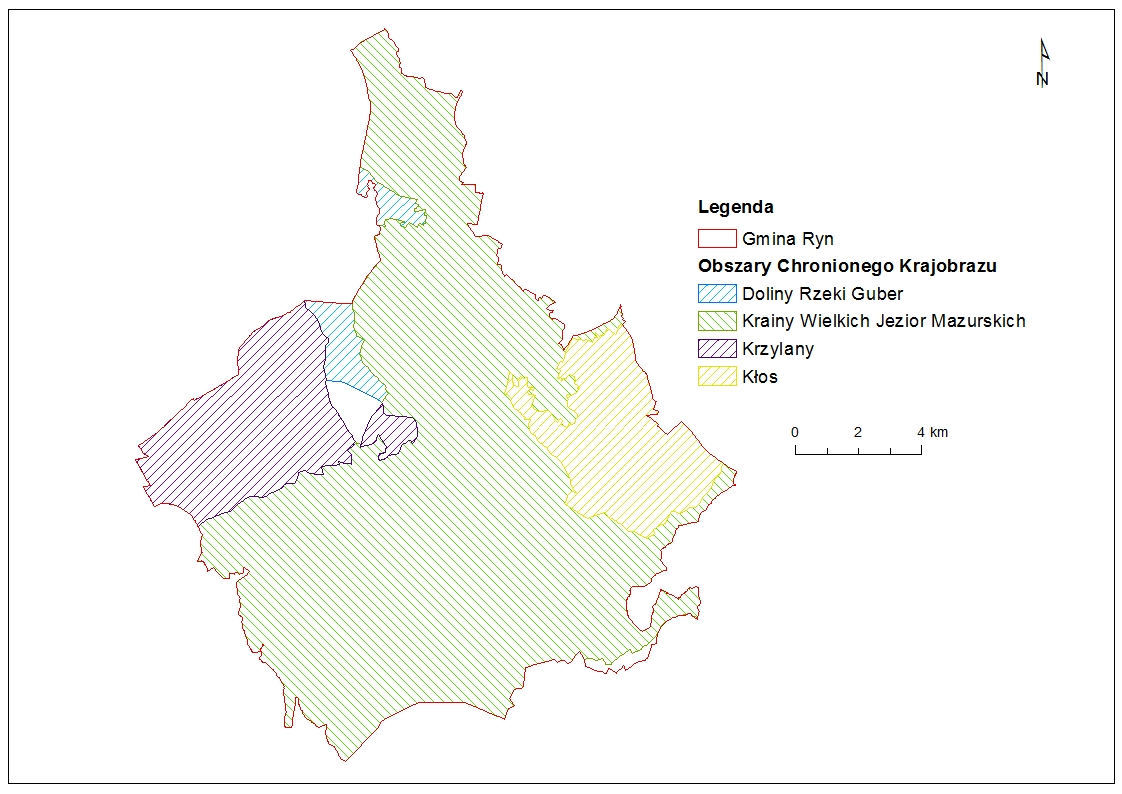 N
Legenda
Gmina Ryn
Obszary Chronionego Krajobrazu
Doliny Rzeki Guber
Krainy Wielkich Jezior Mazurskich
Krzylany
Kłos
0 2 4 km